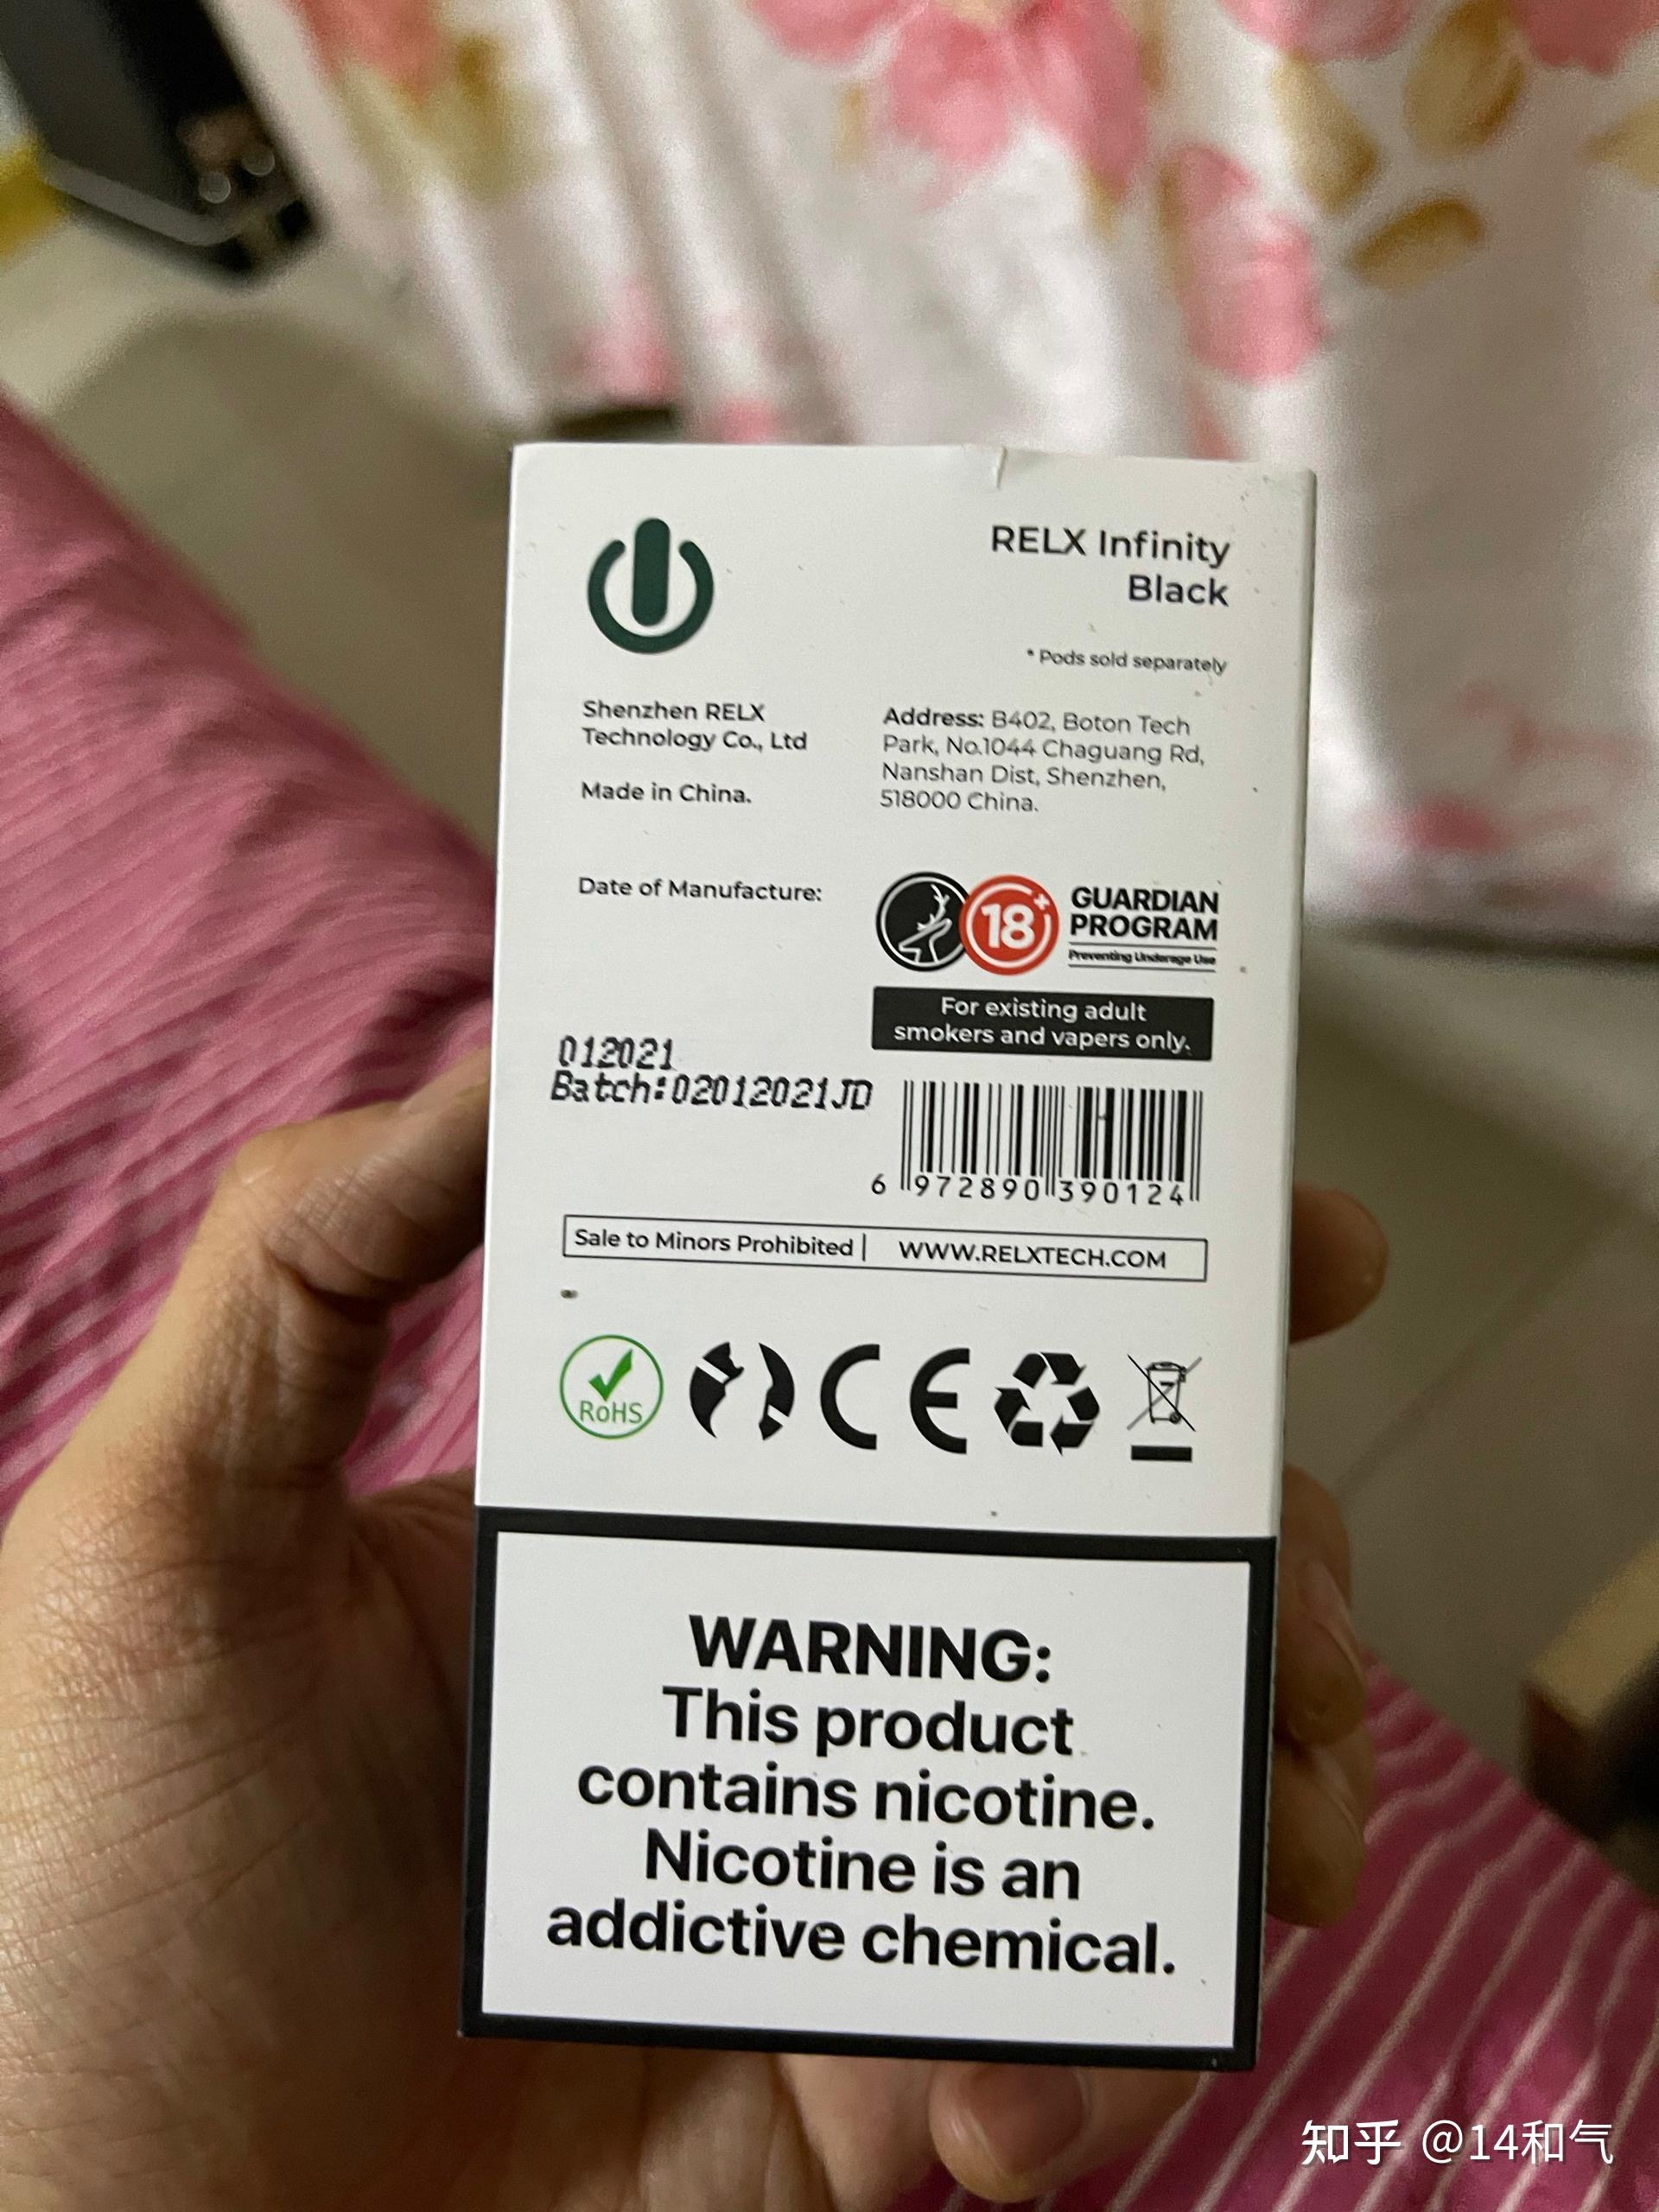 RELX Infinity
Black
* Pods sold separately
Shenzhen RELX
Technology Co., Ltd
Made in China.
Address: B402, Boton Tech
Park, No.1044 Chaguang Rd,
Nanshan Dist, Shenzhen,
518000 China.
Date of Manufacture:
18+
GUARDIAN
PROGRAM
Preventing Underage Use
For existing adult
smokers and vapers only.
012021
Batch:02012021JD
6 972890 390124
Sale to Minors Prohibited | WWW.RELXTECH.COM
RoHS
CE
WARNING:
This product
contains nicotine.
Nicotine is an
addictive chemical.
知乎 @14和气